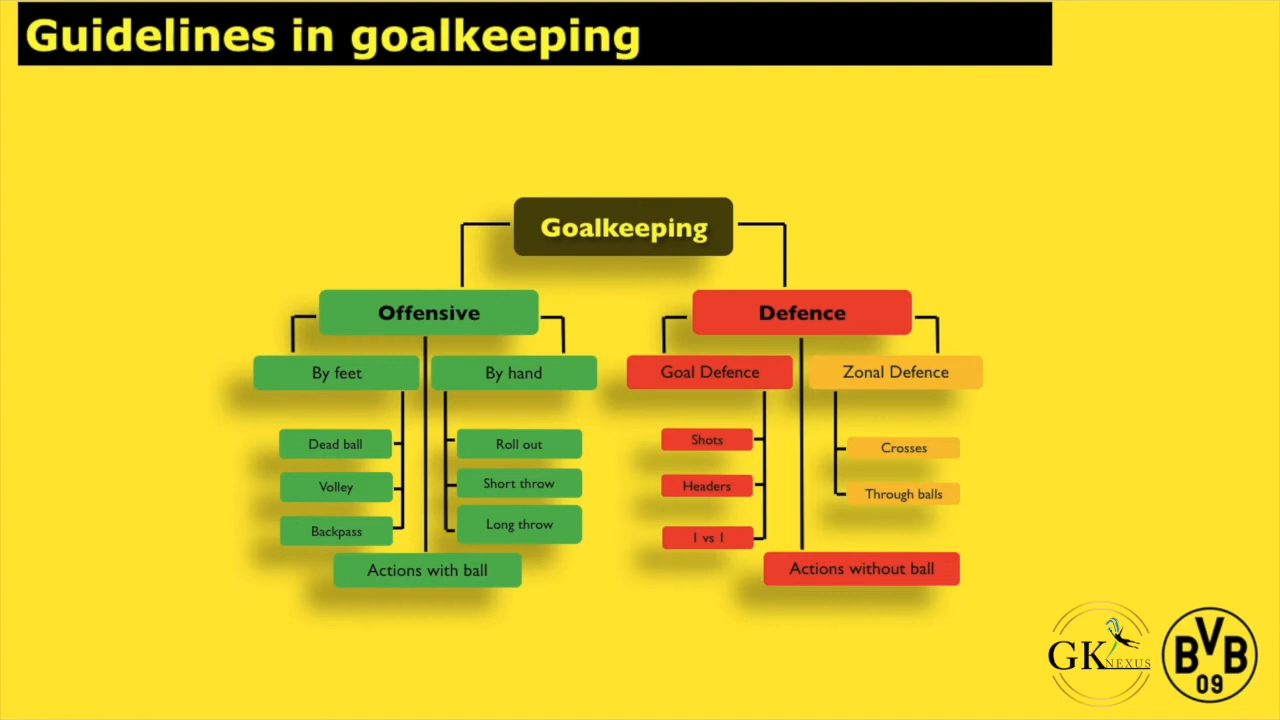 Guidelines in goalkeeping
Goalkeeping
Offensive
Defence
By feet
By hand
Goal Defence
Zonal Defence
Dead ball
Volley
Backpass
Roll out
Short throw
Long throw
Shots
Headers
1 vs 1
Crosses
Through balls
Actions with ball
Actions without ball
GK NEXUS
BVB
09